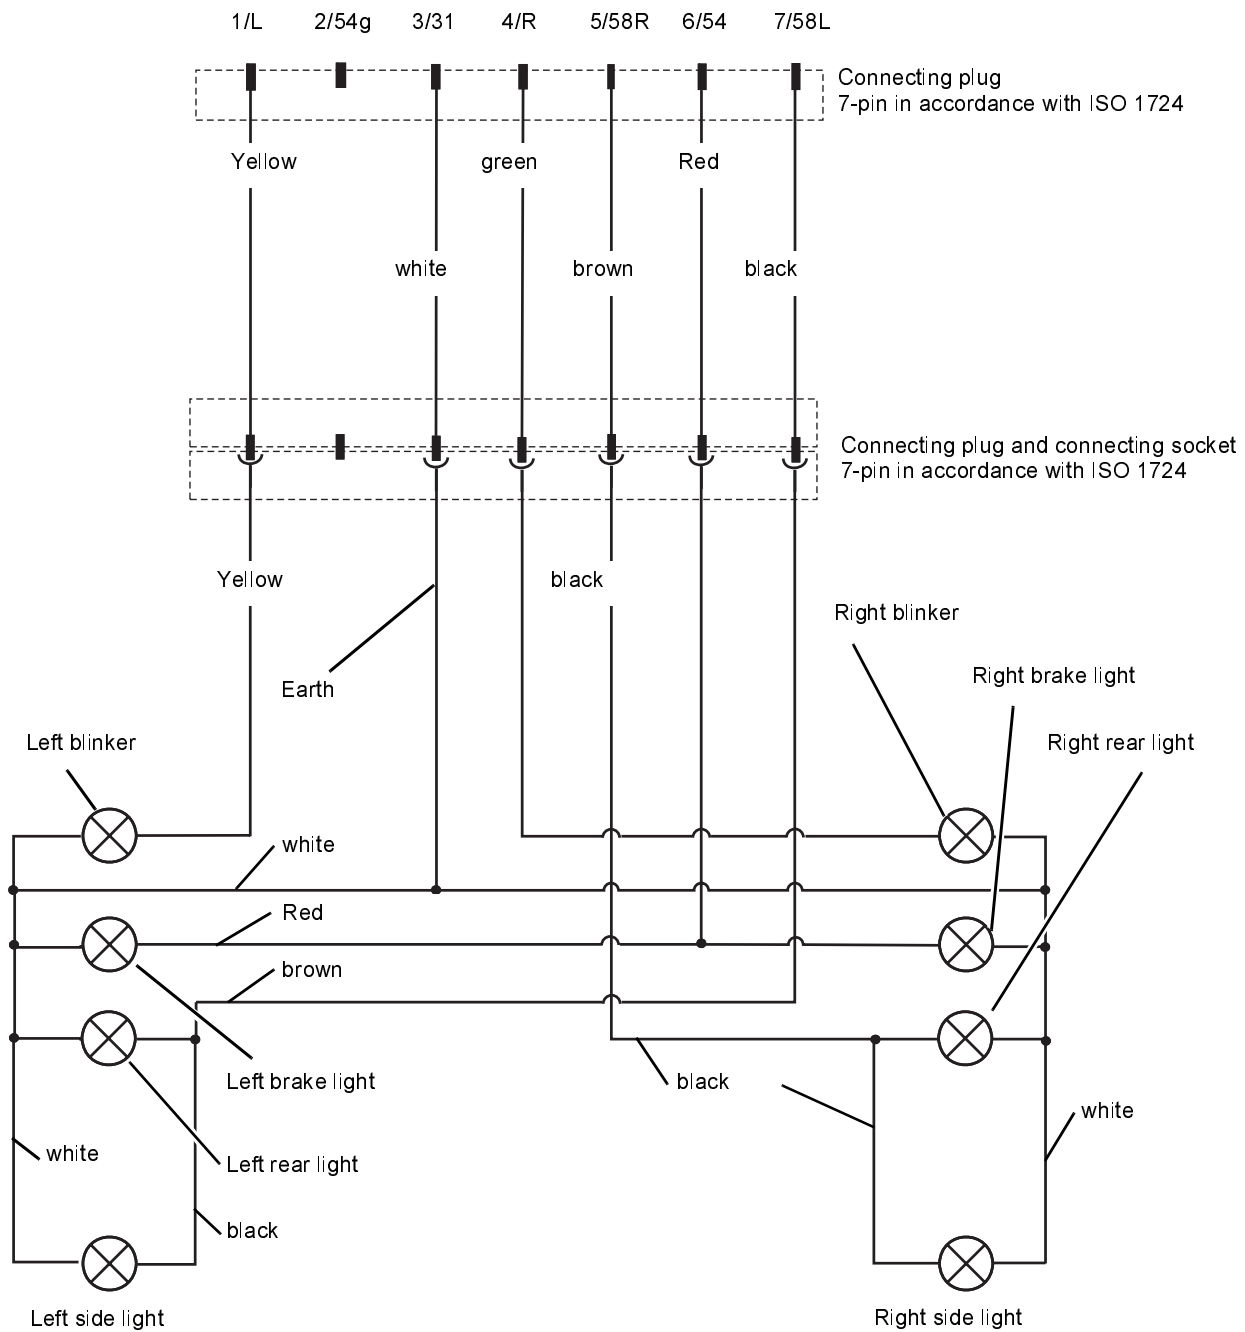 1/L 2/54g 3/31 4/R 5/58R 6/54 7/58L
Connecting plug
7-pin in accordance with ISO 1724
Yellow green Red
white brown black
Connecting plug and connecting socket
7-pin in accordance with ISO 1724
Yellow black
Right blinker
Right brake light
Earth
Left blinker Right rear light
white
Red
brown
Left brake light black
white
white
Left rear light
black
Left side light Right side light